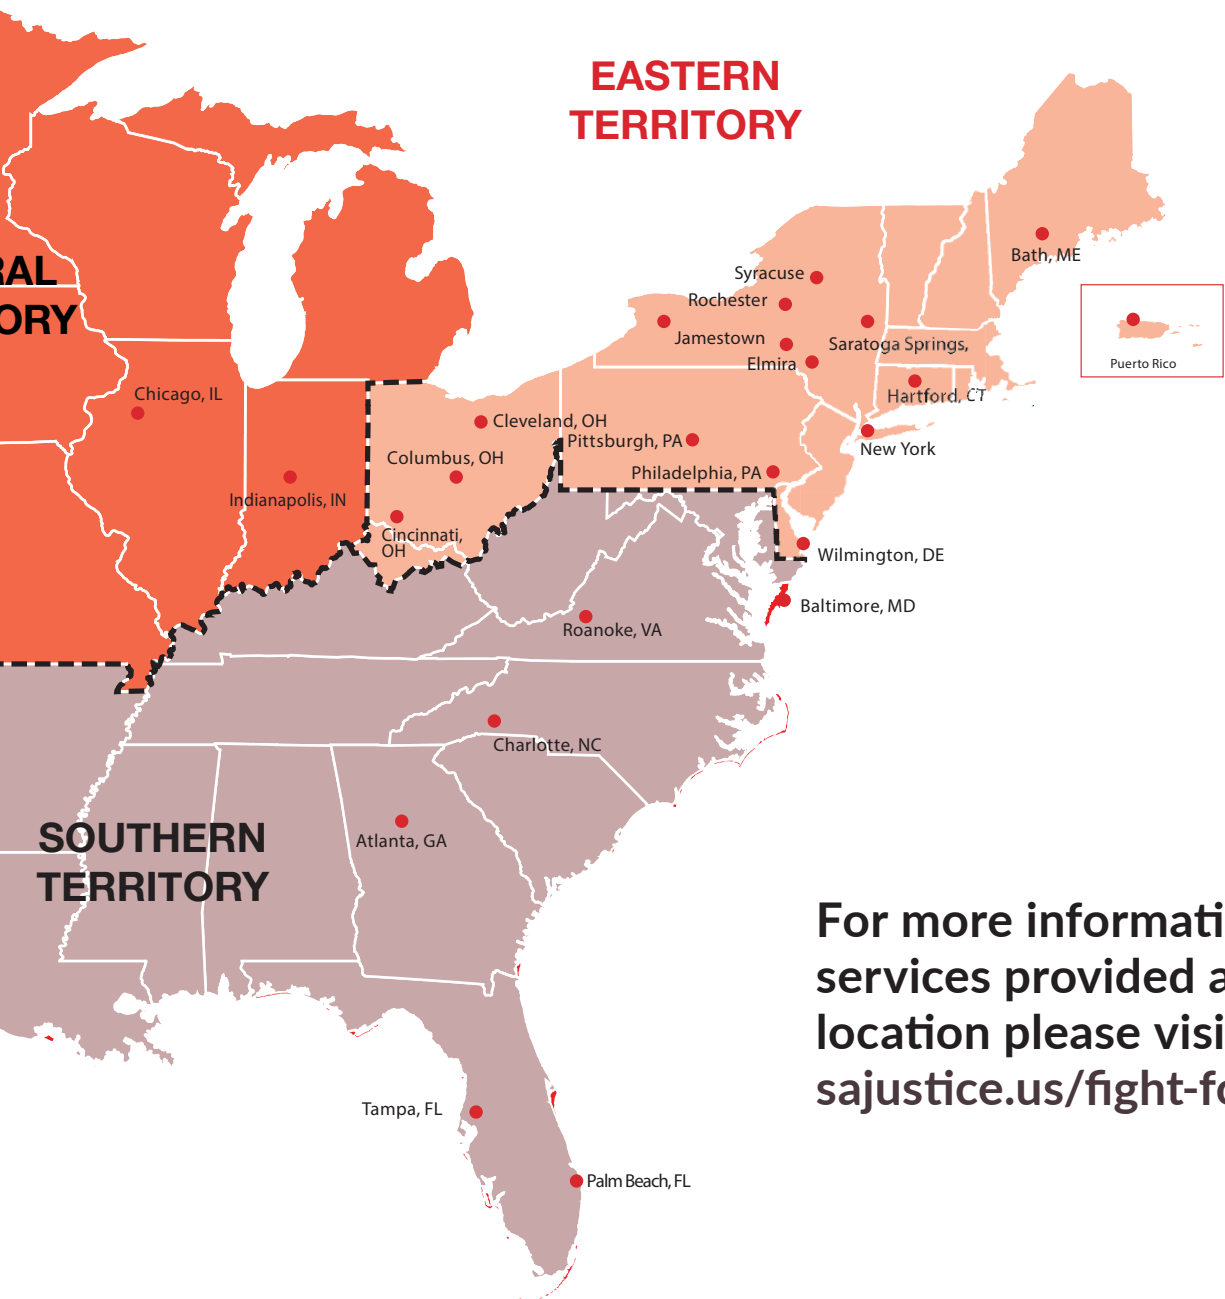 EASTERN
TERRITORY
Bath, ME
RAL
ORY
Syracuse
Rochester
Jamestown
Saratoga Springs,
Elmira
Puerto Rico
Chicago, IL
Hartford, CT
Cleveland, OH
Pittsburgh, PA
New York
Columbus, OH
Philadelphia, PA
Indianapolis, IN
Cincinnati,
OH
Wilmington, DE
Baltimore, MD
Roanoke, VA
Charlotte, NC
SOUTHERN
TERRITORY
Atlanta, GA
For more informati
services provided a
location please visi
sajustice.us/fight-fo
Tampa, FL
Palm Beach, FL